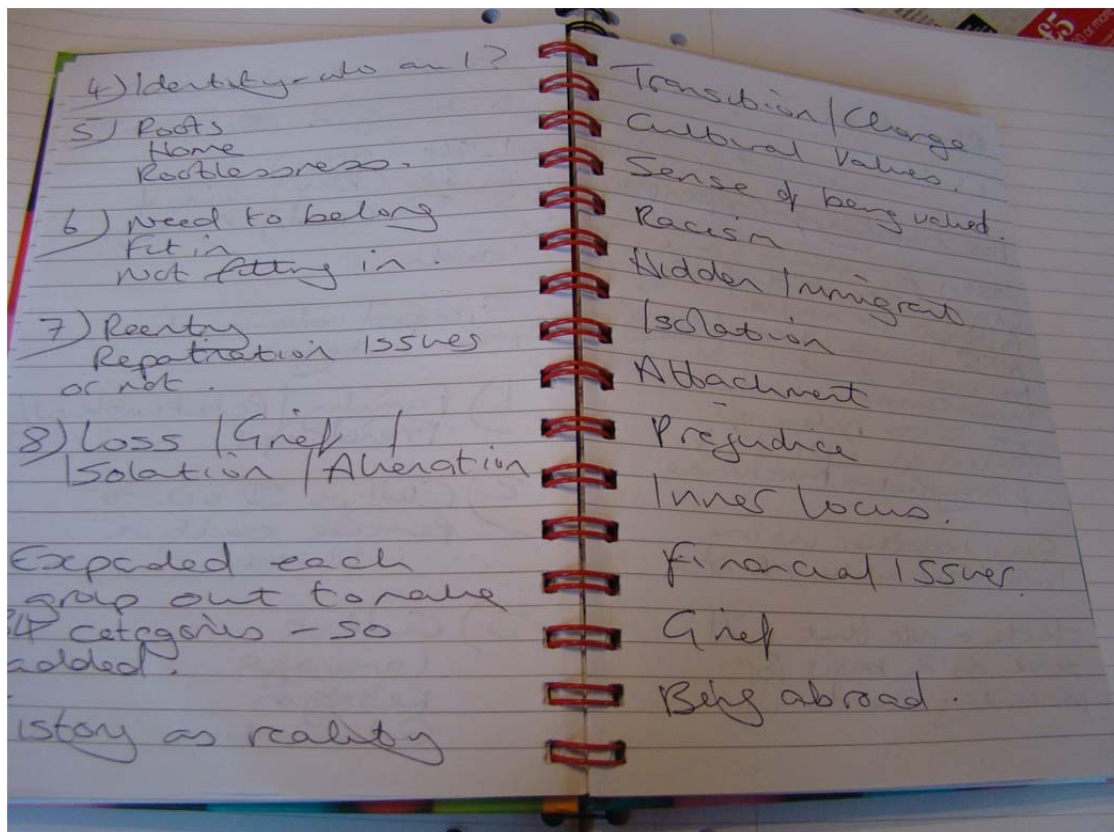 4) Identity - who am I?
5) Roots
Home
Rootlessness.
6) Need to belong
Fit in
Not fitting in.
7) Reentry
Repatriation Issues
or not.
8) Loss / Grief /
Isolation / Alienation
Expaded each
group out to make
34 categories - so
added.
istory as reality
Transition / Change
Cultural Values.
Sense of being valued.
Racism
Hidden Immigrant
Isolation
Attachment
Prejudice
Inner locus.
Financial Issues.
Grief
Being abroad.
£5